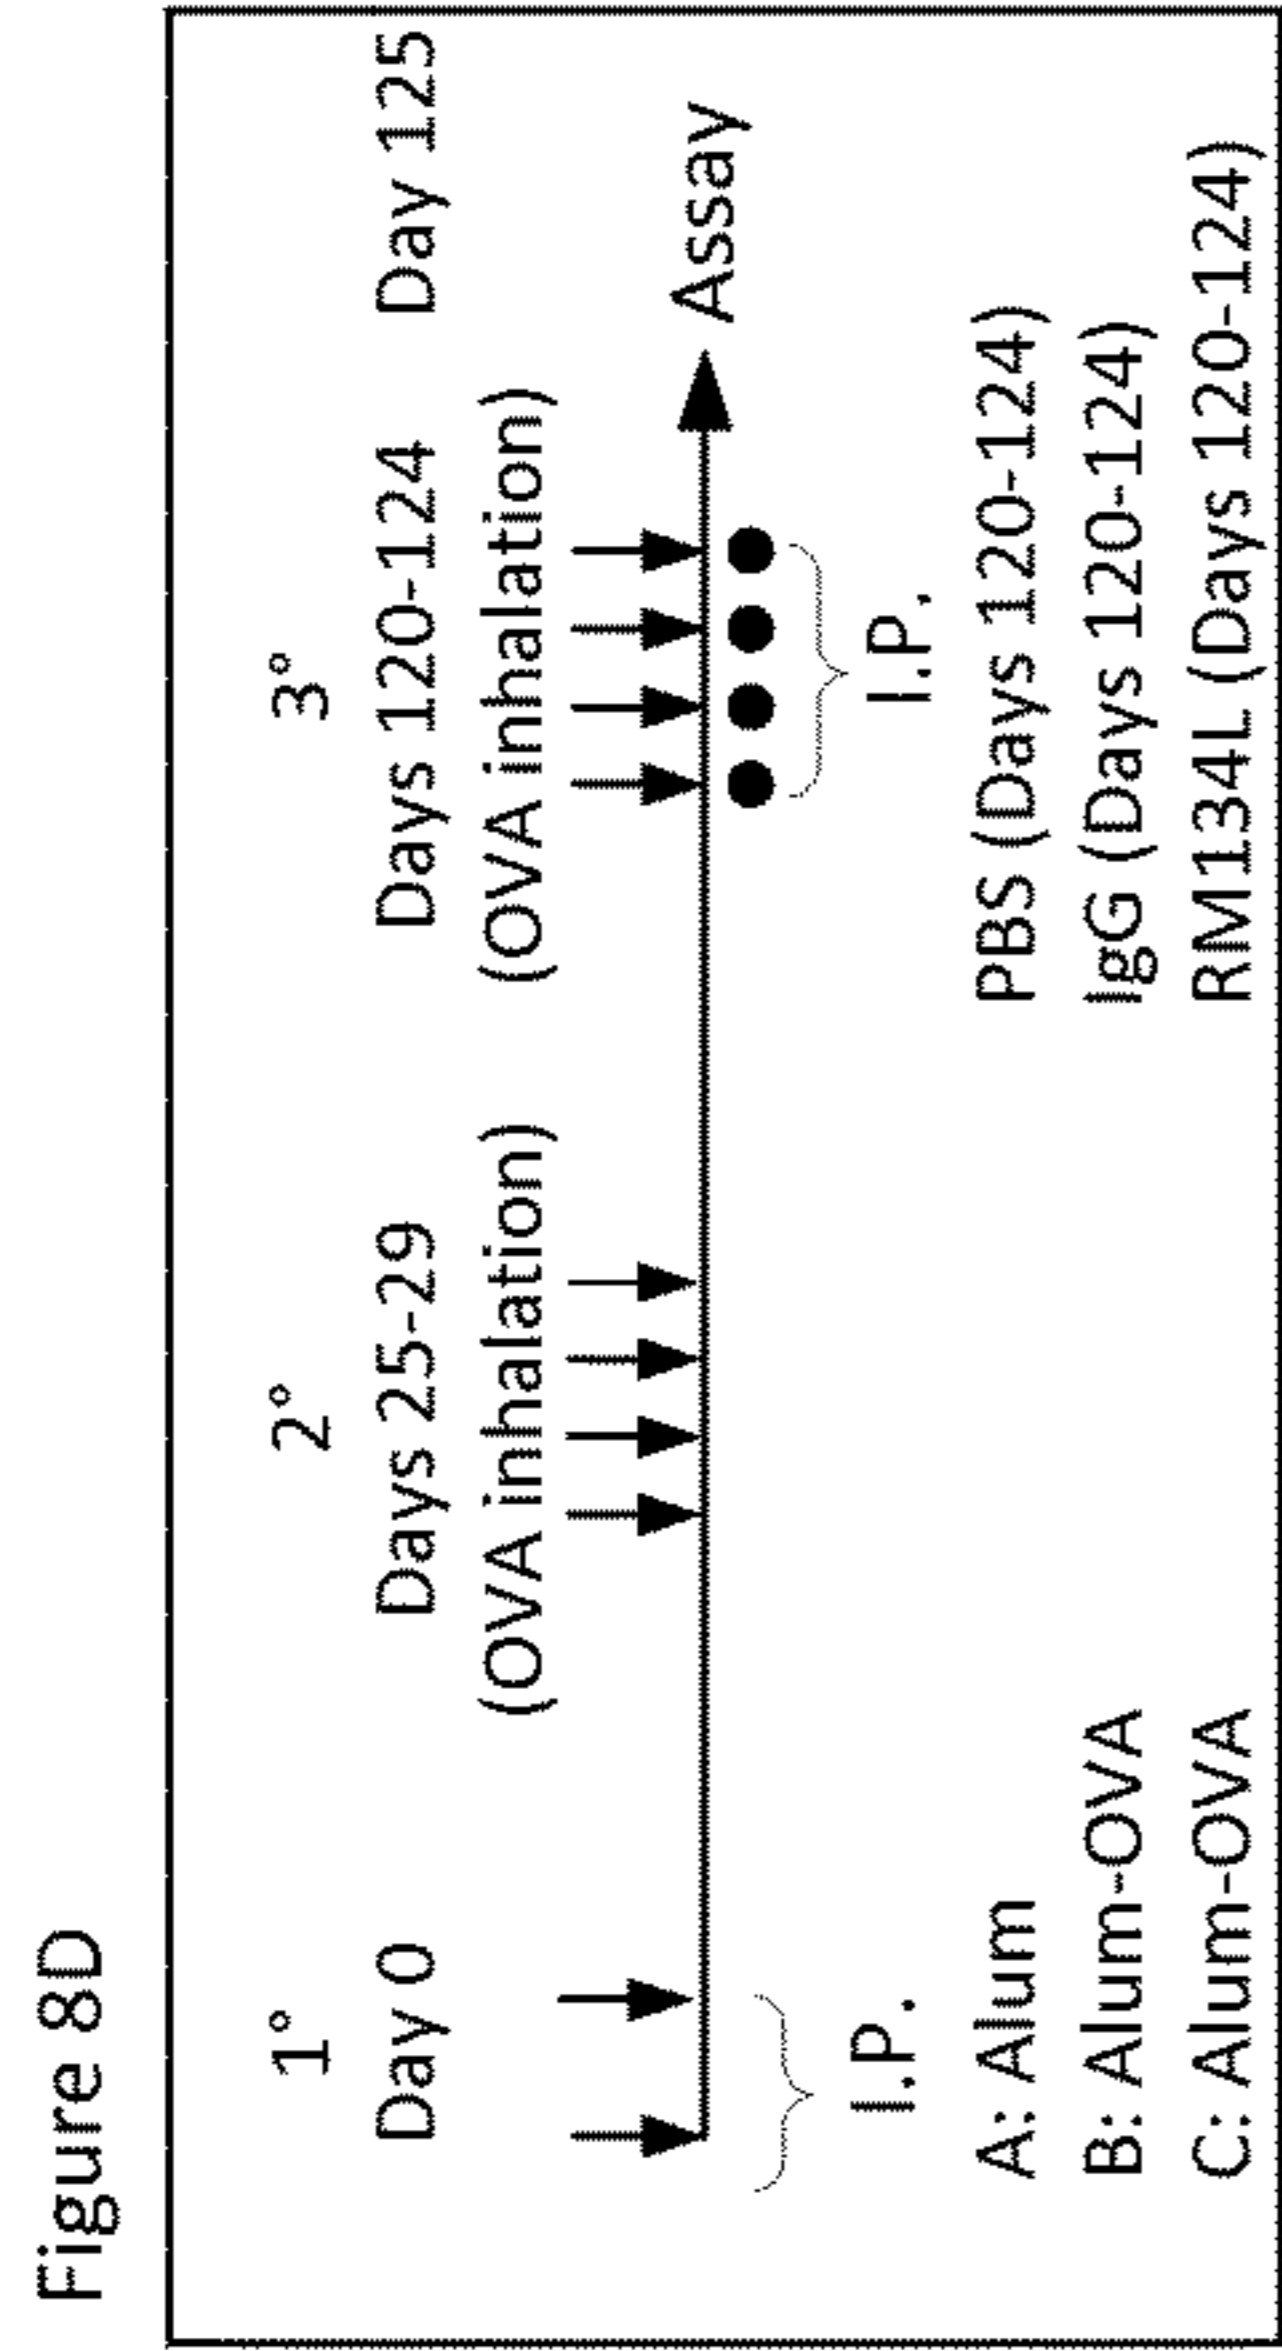 Figure 8D
1° 2° 3°
Day 0 Days 25-29 Days 120-124 Day 125
(OVA inhalation) (OVA inhalation)
Assay
I.P. I.P.
A: Alum PBS (Days 120-124)
B: Alum-OVA IgG (Days 120-124)
C: Alum-OVA RM134L (Days 120-124)